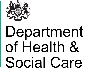 Department
of Health &
Social Care